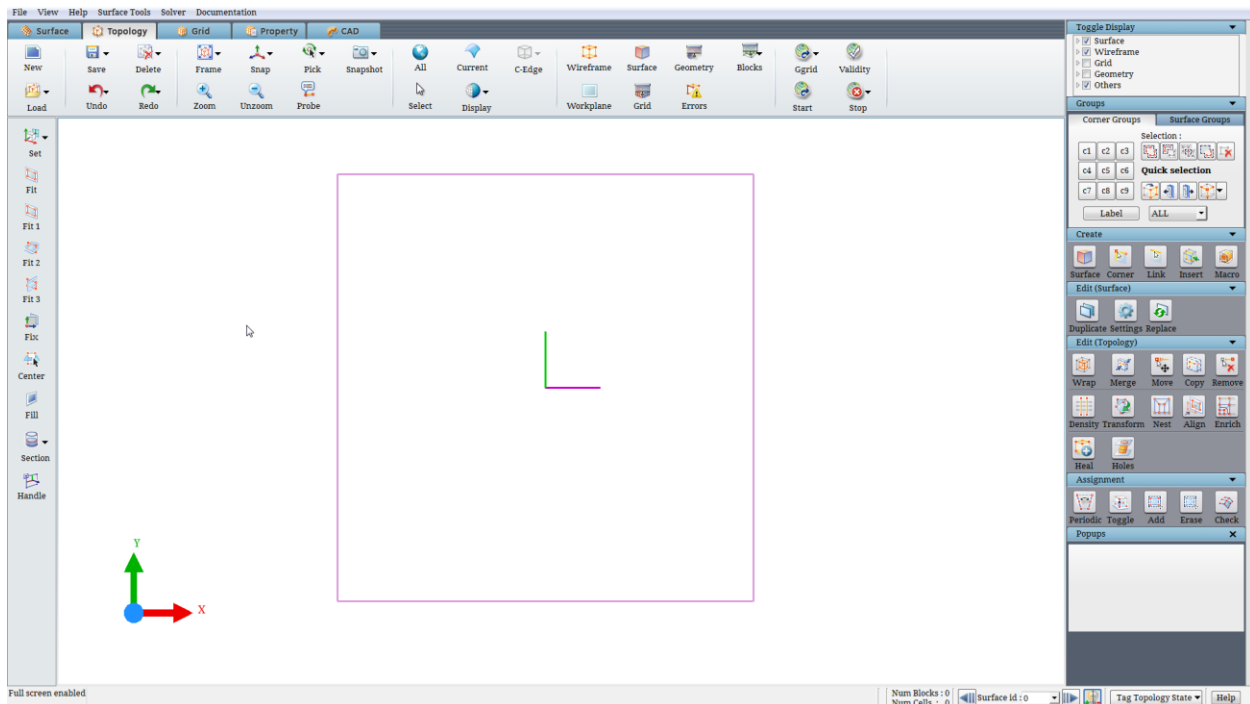 File View Help Surface Tools Solver Documentation
Surface Topology Grid Property CAD
New Save Delete Frame Snap Pick Snapshot All Current C-Edge Wireframe Surface Geometry Blocks Ggrid Validity
Load Undo Redo Zoom Unzoom Probe Select Display Workplane Grid Errors Start Stop
Set
Fit
Fit 1
Fit 2
Fit 3
Fix
Center
Fill
Section
Handle
Y
X
Toggle Display
Surface
Wireframe
Grid
Geometry
Others
Groups
Corner Groups Surface Groups
Selection :
c1 c2 c3
c4 c5 c6 Quick selection
c7 c8 c9
Label ALL
Create
Surface Corner Link Insert Macro
Edit (Surface)
Duplicate Settings Replace
Edit (Topology)
Wrap Merge Move Copy Remove
Density Transform Nest Align Enrich
Heal Holes
Assignment
Periodic Toggle Add Erase Check
Popups X
Full screen enabled
Num Blocks : 0 Surface id : 0 Tag Topology State Help
Num Cells : 0